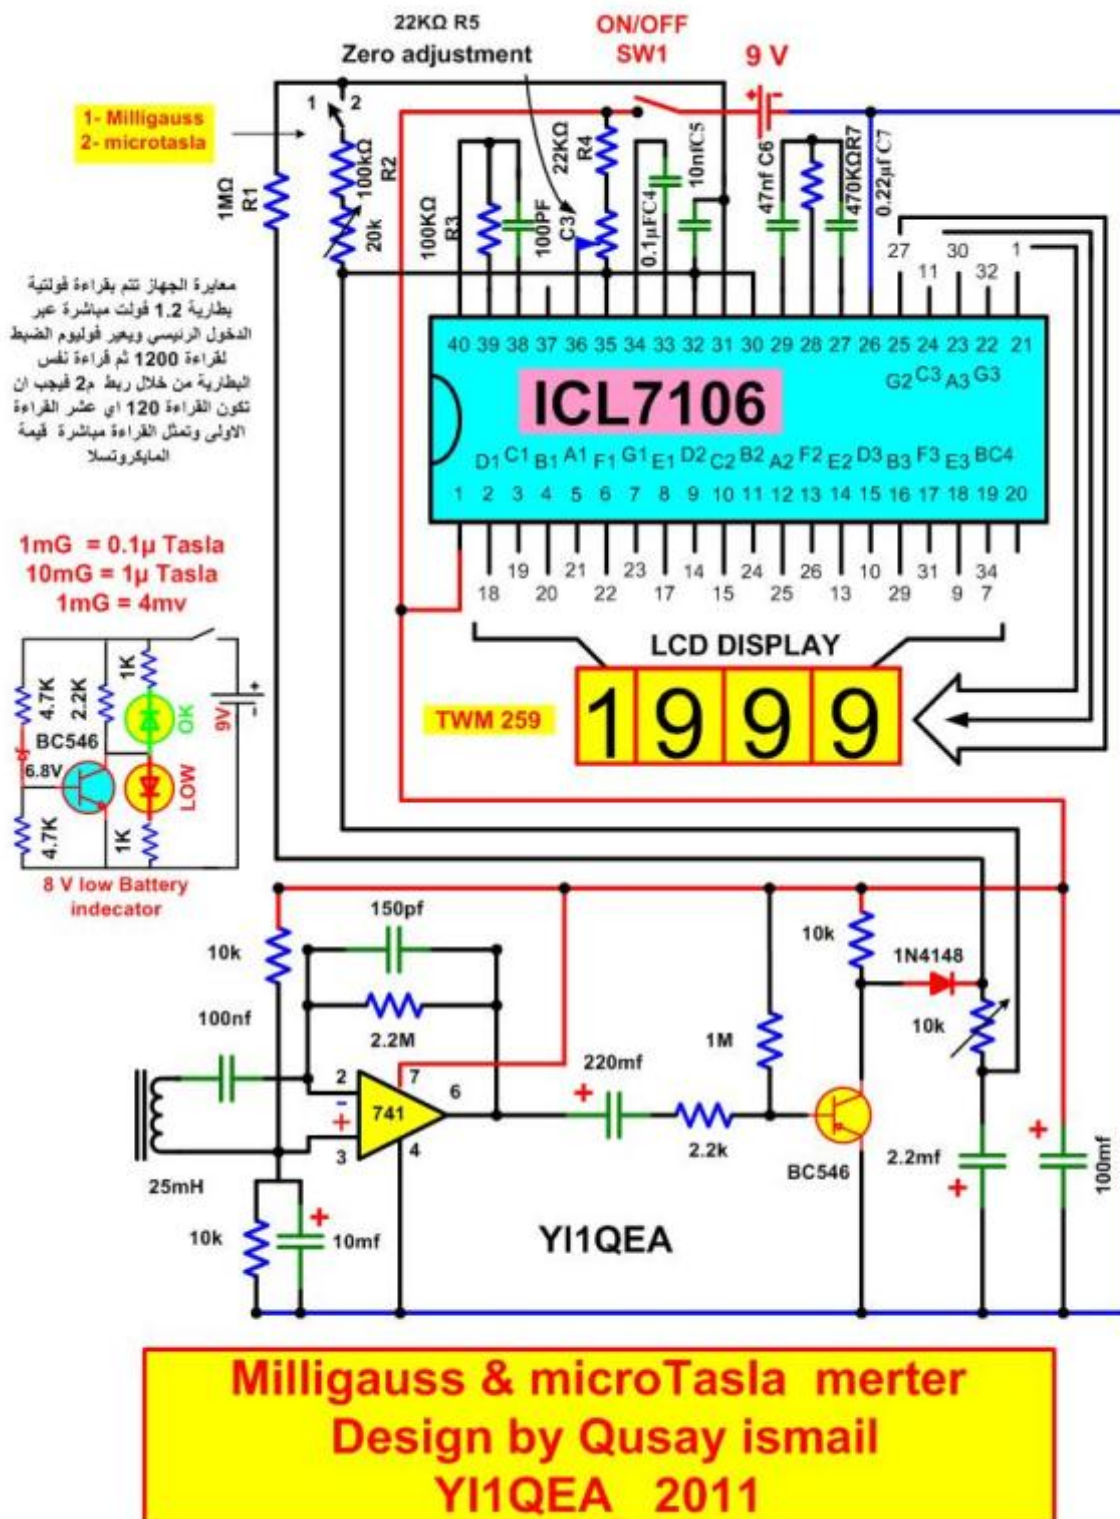 22KΩ R5
Zero adjustment
ON/OFF
SW1
9 V
+
-
1- Milligauss
2- microtasla
1 2
1MΩ
R1
100kΩ
R2
20k
100KΩ
R3
100PF
C3
22KΩ
R4
0.1µFC4
10nfC5
47nf C6
470KΩR7
0.22µf C7
27 30 1
11 32
معايرة الجهاز تتم بقراءة فولتية
بطارية 1.2 فولت مباشرة عبر
الدخول الرئيسي ويعير فوليوم الضبط
لقراءة 1200 ثم قراءة نفس
البطارية من خلال ربط م2 فيجب ان
تكون القراءة 120 اي عشر القراءة
الاولى وتمثل القراءة مباشرة قيمة
المايكروتسلا
40 39 38 37 36 35 34 33 32 31 30 29 28 27 26 25 24 23 22 21
G2 C3 A3 G3
ICL7106
D1 C1 B1 A1 F1 G1 E1 D2 C2 B2 A2 F2 E2 D3 B3 F3 E3 BC4
1 2 3 4 5 6 7 8 9 10 11 12 13 14 15 16 17 18 19 20
19 21 23 14 24 26 10 31 34
18 20 22 17 15 25 13 29 9 7
LCD DISPLAY
TWM 259
1999
1mG = 0.1µ Tasla
10mG = 1µ Tasla
1mG = 4mv
4.7K
2.2K
1K
OK
9V
+
-
BC546
6.8V
LOW
4.7K
1K
8 V low Battery
indecator
150pf
10k
2.2M
100nf
2
7
6
741
-
+
3
4
25mH
10k
+
10mf
+
220mf
2.2k
1M
10k
1N4148
10k
BC546
2.2mf
+
+
100mf
YI1QEA
Milligauss & microTasla merter
Design by Qusay ismail
YI1QEA 2011